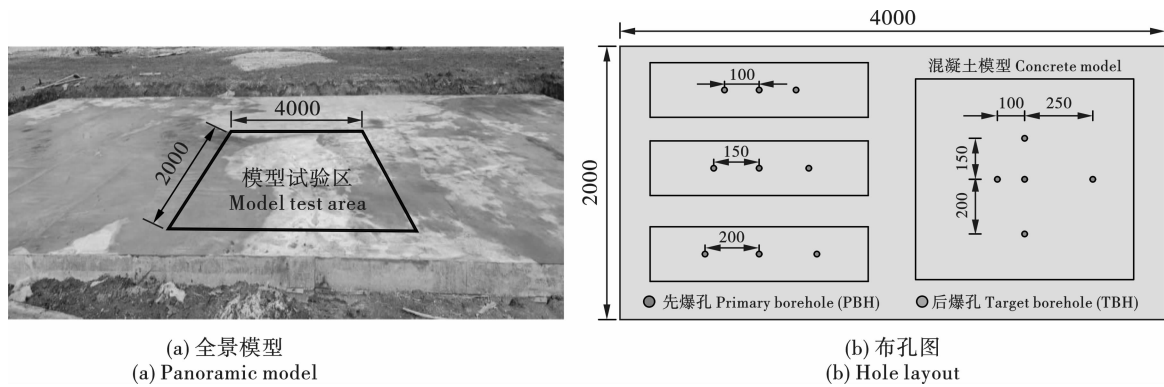 4000
2000
模型试验区
Model test area
(a) 全景模型
(a) Panoramic model
4000
2000
100
150
200
混凝土模型 Concrete model
100 250
150
200
先爆孔 Primary borehole (PBH)
后爆孔 Target borehole (TBH)
(b) 布孔图
(b) Hole layout